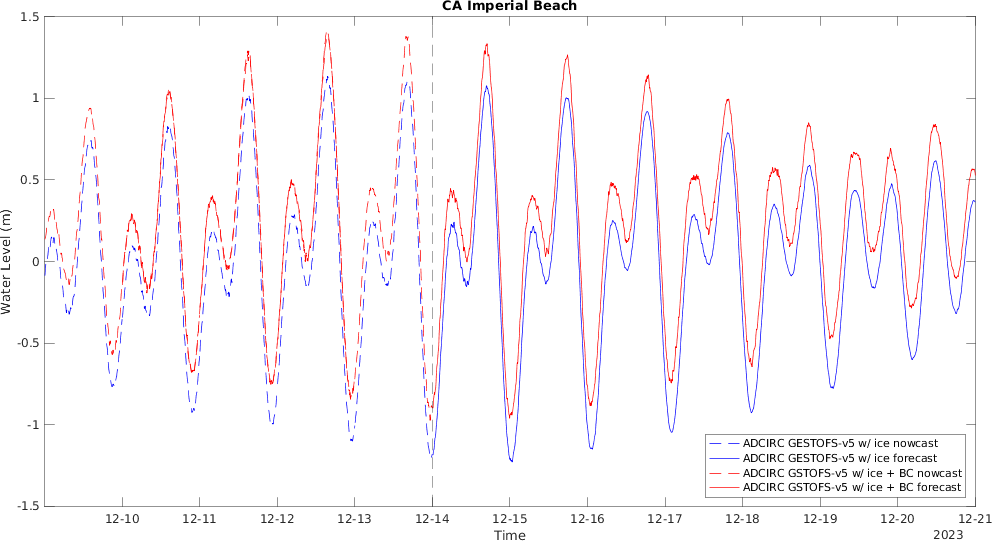 CA Imperial Beach
1.5
1
0.5
0
-0.5
-1
-1.5
Water Level (m)
12-10 12-11 12-12 12-13 12-14 12-15 12-16 12-17 12-18 12-19 12-20 12-21
Time
2023
ADCIRC GESTOFS-v5 w/ ice nowcast
ADCIRC GESTOFS-v5 w/ ice forecast
ADCIRC GSTOFS-v5 w/ ice + BC nowcast
ADCIRC GSTOFS-v5 w/ ice + BC forecast